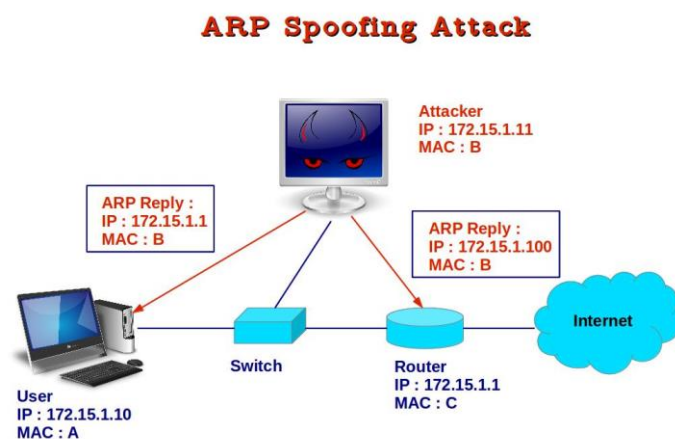 ARP Spoofing Attack
Attacker
IP : 172.15.1.11
MAC : B
ARP Reply :
IP : 172.15.1.1
MAC : B
ARP Reply :
IP : 172.15.1.100
MAC : B
Internet
Switch
Router
IP : 172.15.1.1
MAC : C
User
IP : 172.15.1.10
MAC : A